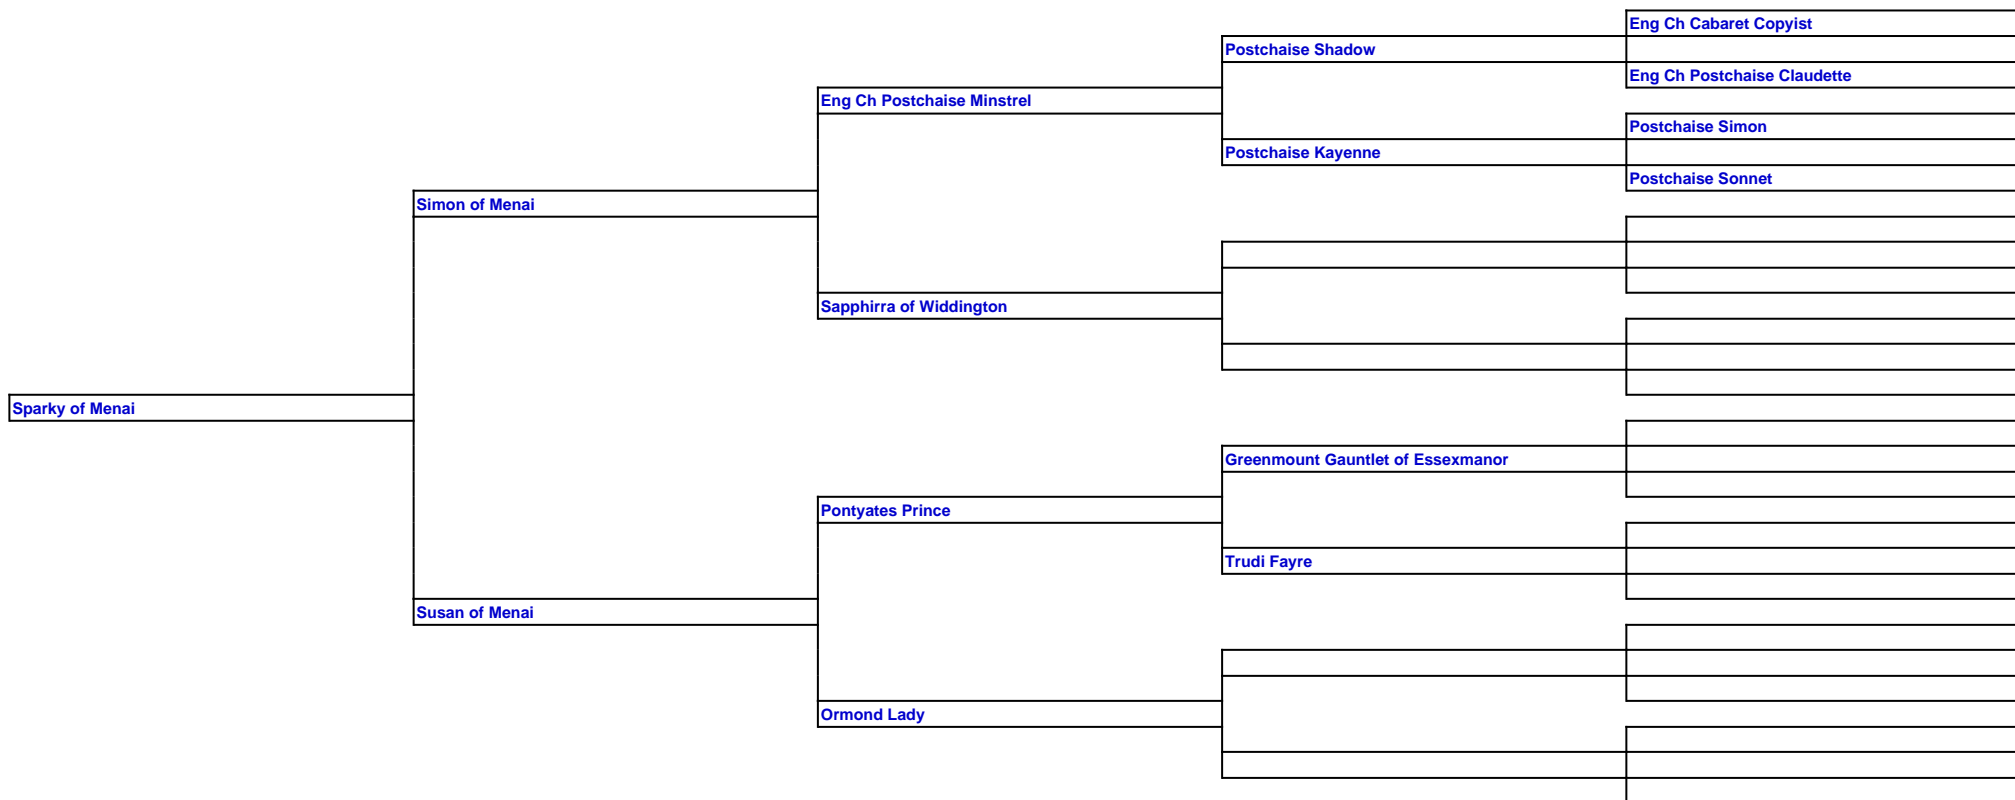 Eng Ch Cabaret Copyist
Postchaise Shadow
Eng Ch Postchaise Claudette
Eng Ch Postchaise Minstrel
Postchaise Simon
Postchaise Kayenne
Postchaise Sonnet
Simon of Menai
Sapphirra of Widdington
Sparky of Menai
Greenmount Gauntlet of Essexmanor
Pontyates Prince
Trudi Fayre
Susan of Menai
Ormond Lady